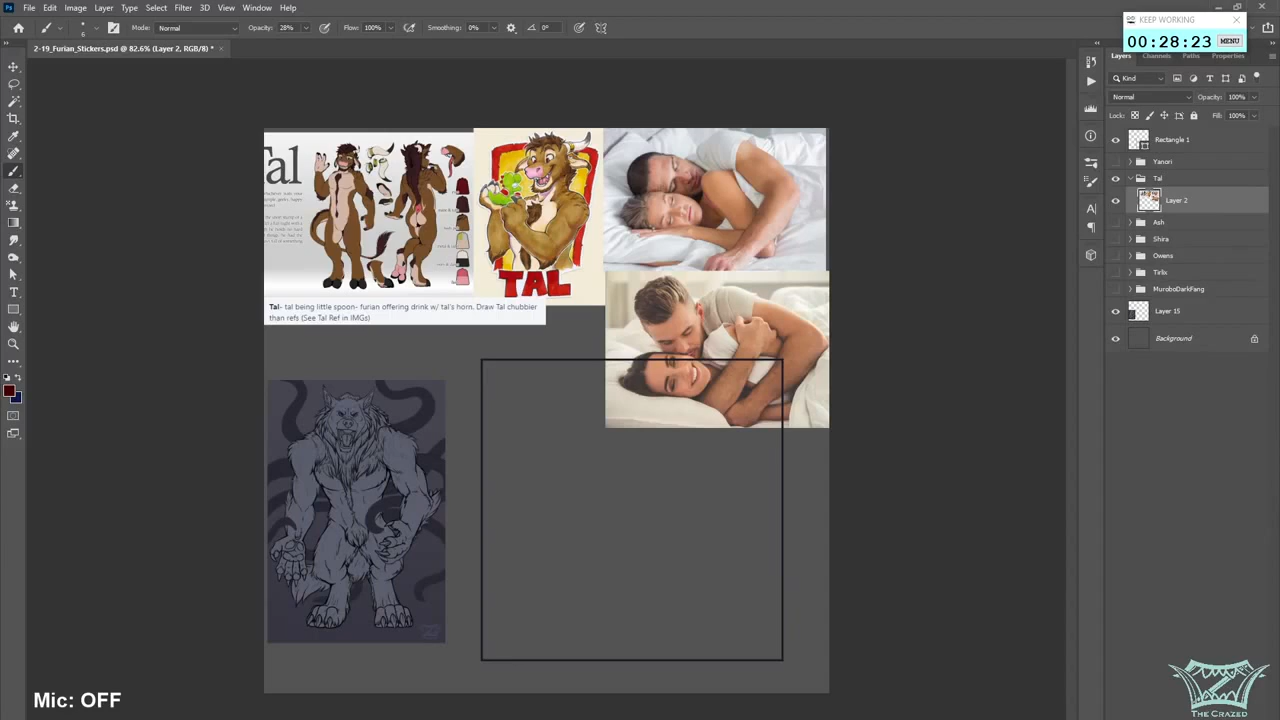 File Edit Image Layer Type Select Filter 3D View Window Help
KEEP WORKING
00:28:23 MENU
Mode: Normal Opacity: 28% Flow: 100% Smoothing: 0% 0°
2-19_Furian_Stickers.psd @ 82.6% (Layer 2, RGB/8) *
Layers Channels Paths Properties
Kind
Normal Opacity: 100%
Lock: Fill: 100%
Rectangle 1
Yanori
Tal
Layer 2
Ash
Shira
Owens
Tirlix
MuroboDarkFang
Layer 15
Background
Tal
TAL
Tal- tal being little spoon- furian offering drink w/ tal's horn. Draw Tal chubbier
than refs (See Tal Ref in IMGs)
Mic: OFF
THE CRAZED